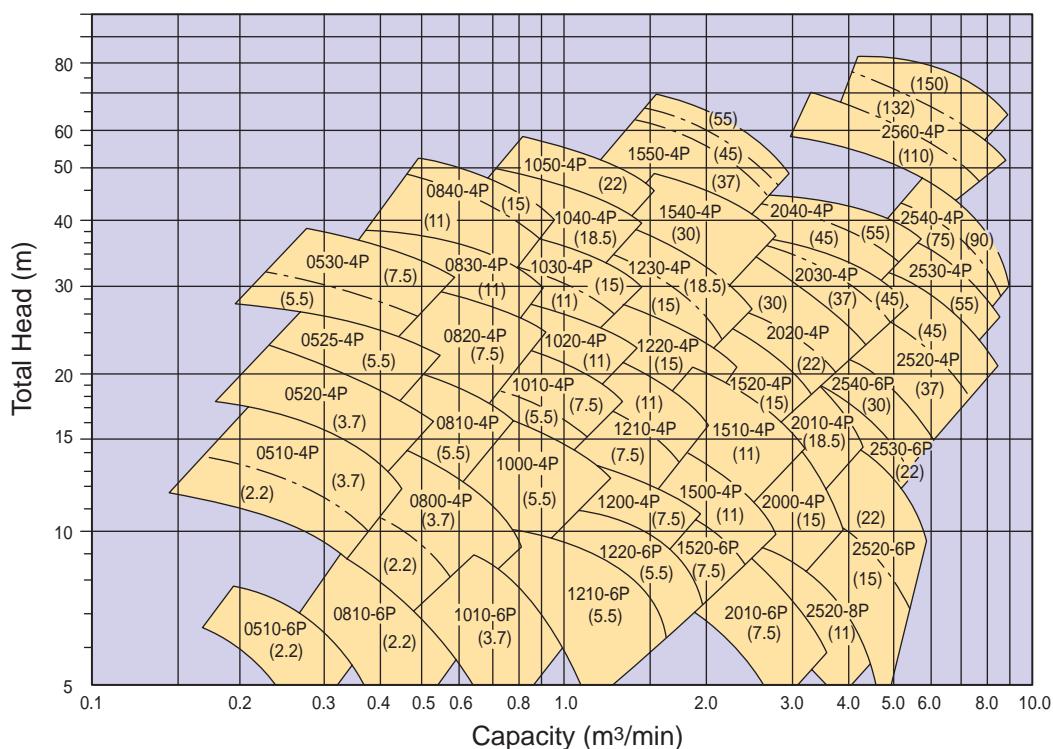 80
60
50
40
30
20
15
10
5
Total Head (m)
0.1
0.2
0.3
0.4
0.5
0.6
0.8
1.0
2.0
3.0
4.0
5.0
6.0
8.0
10.0
Capacity (m³/min)
(150)
(132)
2560-4P
(110)
(55)
1550-4P
(45)
(37)
1050-4P
(22)
0840-4P
(15)
(11)
1040-4P
(18.5)
1540-4P
(30)
2040-4P
(55)
(45)
2540-4P
(75)
(90)
0530-4P
(7.5)
(5.5)
0830-4P
(11)
1030-4P
(15)
(11)
1230-4P
(18.5)
(15)
2030-4P
(37)
(45)
(30)
2530-4P
(55)
(45)
0525-4P
(5.5)
0820-4P
(7.5)
1020-4P
(11)
1220-4P
(15)
2020-4P
(22)
2520-4P
(37)
0520-4P
(3.7)
1010-4P
(7.5)
(5.5)
(11)
1520-4P
(15)
2540-6P
(30)
0810-4P
(5.5)
1210-4P
(7.5)
1510-4P
(11)
2010-4P
(18.5)
2530-6P
(22)
0510-4P
(3.7)
(2.2)
1000-4P
(5.5)
0800-4P
(3.7)
(2.2)
1200-4P
(7.5)
1500-4P
(11)
2000-4P
(15)
(22)
1220-6P
(5.5)
1520-6P
(7.5)
2520-6P
(15)
1210-6P
(5.5)
0510-6P
(2.2)
0810-6P
(2.2)
1010-6P
(3.7)
2010-6P
(7.5)
2520-8P
(11)